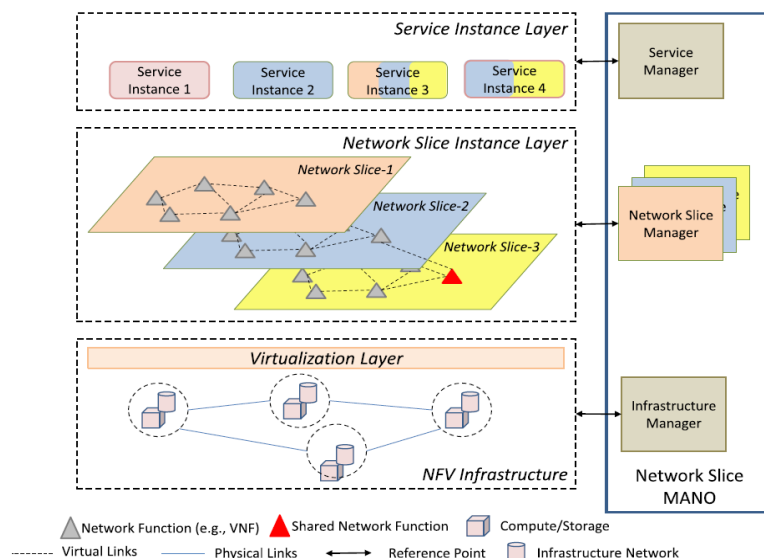 Service Instance Layer
Service
Instance 1
Service
Instance 2
Service
Instance 3
Service
Instance 4
Service
Manager
Network Slice Instance Layer
Network Slice-1
Network Slice-2
Network Slice-3
Network Slice
Manager
Virtualization Layer
NFV Infrastructure
Infrastructure
Manager
Network Slice
MANO
Network Function (e.g., VNF)
Shared Network Function
Compute/Storage
Virtual Links
Physical Links
Reference Point
Infrastructure Network